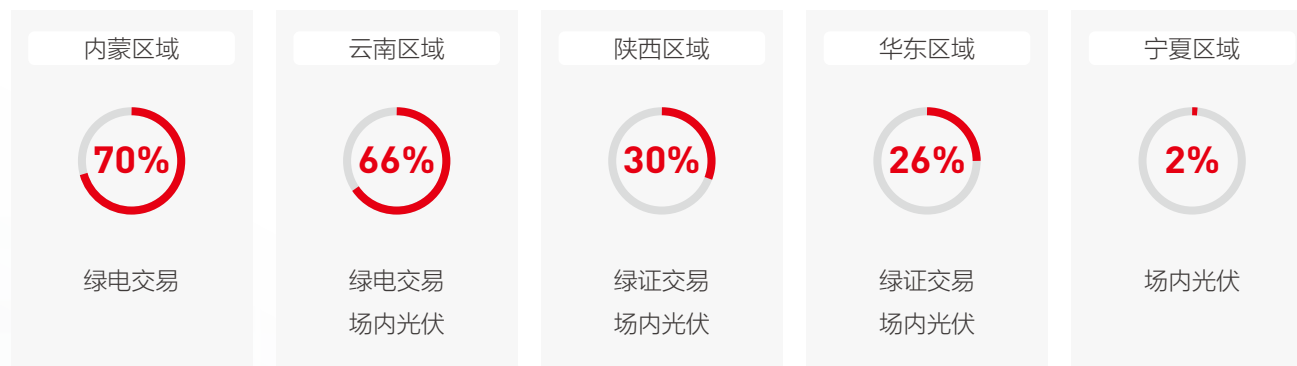 内蒙区域
70%
绿电交易
云南区域
66%
绿电交易
场内光伏
陕西区域
30%
绿证交易
场内光伏
华东区域
26%
绿证交易
场内光伏
宁夏区域
2%
场内光伏